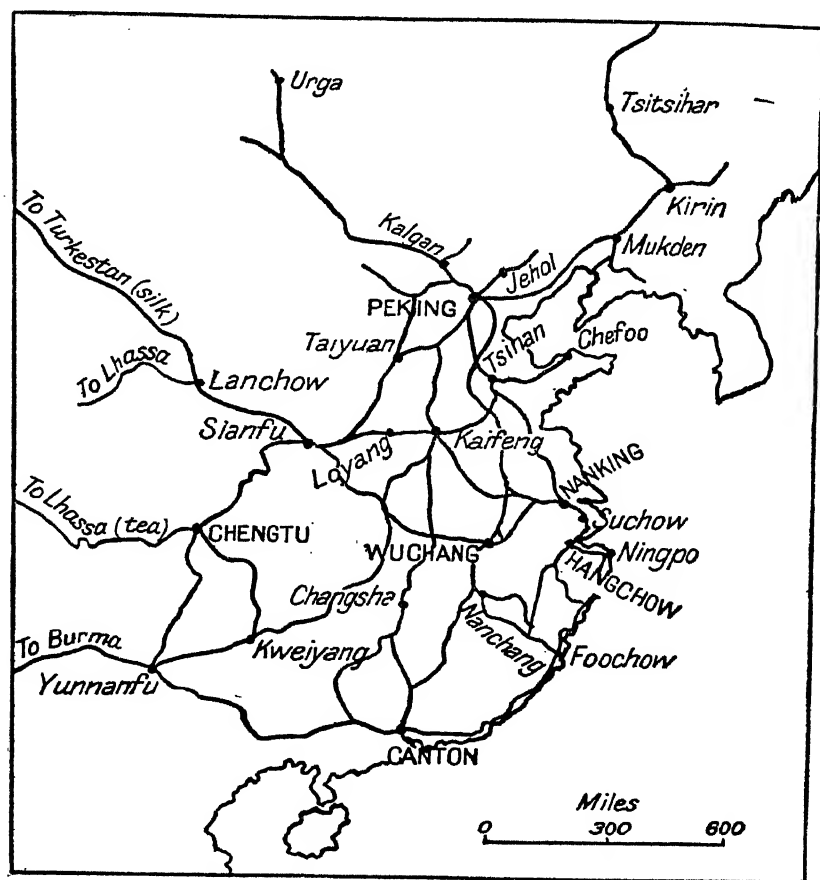 Urga
Tsitsihar
Kirin
To Turkestan (silk)
Kalgan
Jehol
Mukden
PEKING
Taiyuan
Tsinan
Chefoo
To Lhassa
Lanchow
Sianfu
Loyang
Kaifeng
NANKING
To Lhassa (tea)
CHENGTU
Suchow
WUCHANG
Ningpo
HANGCHOW
Changsha
Nanchang
To Burma
Kweiyang
Foochow
Yunnanfu
CANTON
Miles
0 300 600